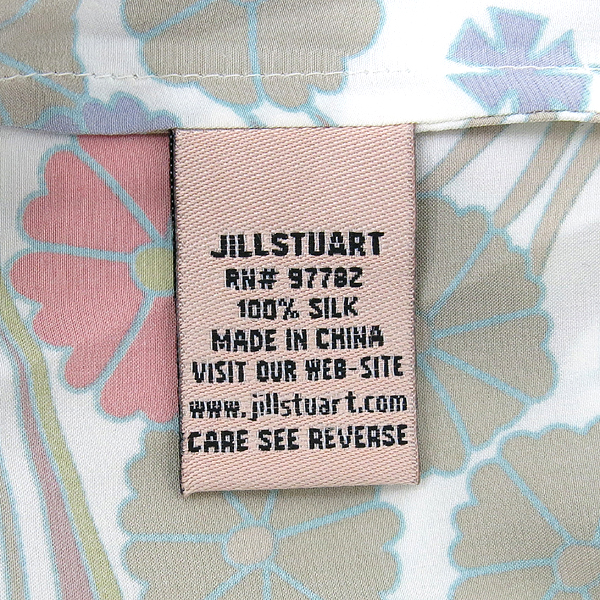 JILLSTUART
RN# 97782
100% SILK
MADE IN CHINA
VISIT OUR WEB-SITE
www.jillstuart.com
CARE SEE REVERSE